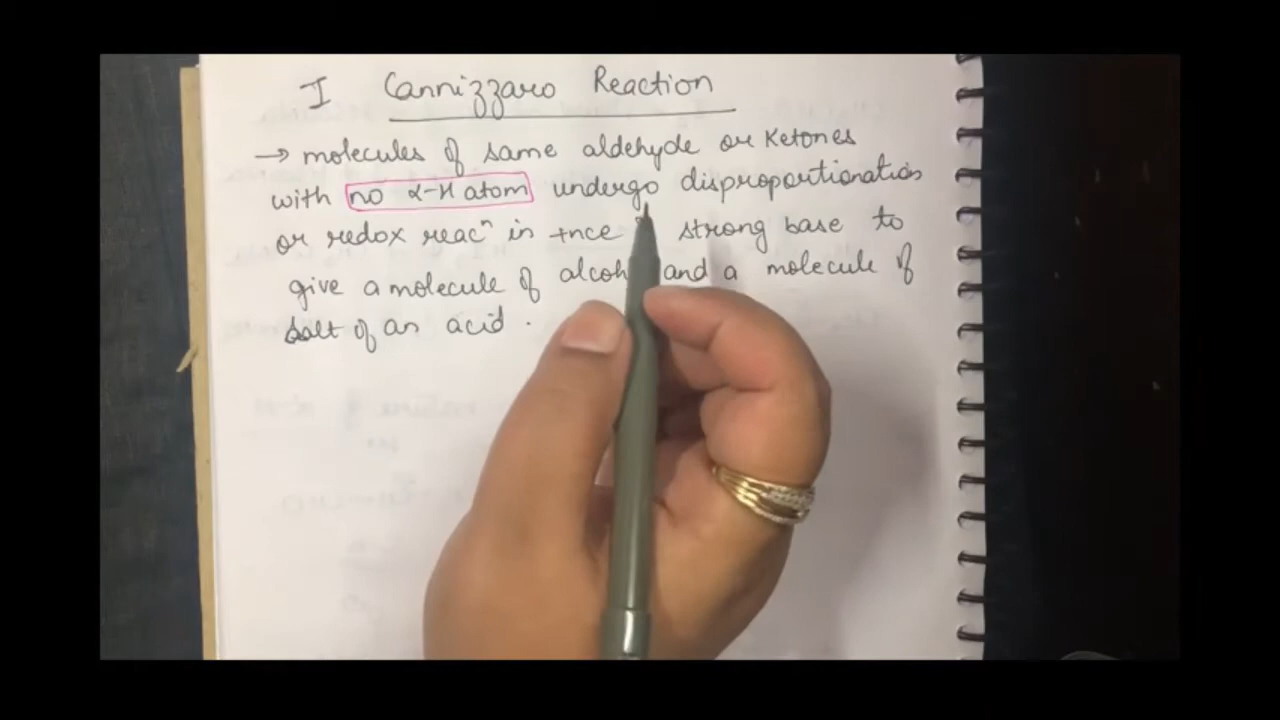 I Cannizzaro Reaction
→ molecules of same aldehyde or Ketones
with no α-H atom undergo disproportionation
or redox reacⁿ in +nce strong base to
give a molecule of alcoh and a molecule of
salt of an acid.